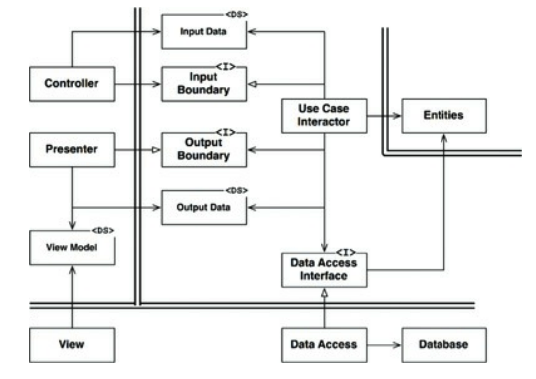 <DS>
Input Data
<I>
Controller
Input
Boundary
Use Case
Interactor
Entities
<I>
Presenter
Output
Boundary
<DS>
Output Data
<DS>
View Model
<I>
Data Access
Interface
View
Data Access
Database